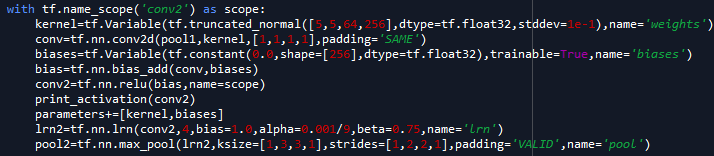 with tf.name_scope('conv2') as scope:
    kernel=tf.Variable(tf.truncated_normal([5,5,64,256],dtype=tf.float32,stddev=1e-1),name='weights')
    conv=tf.nn.conv2d(pool1,kernel,[1,1,1,1],padding='SAME')
    biases=tf.Variable(tf.constant(0.0,shape=[256],dtype=tf.float32),trainable=True,name='biases')
    bias=tf.nn.bias_add(conv,biases)
    conv2=tf.nn.relu(bias,name=scope)
    print_activation(conv2)
    parameters+=[kernel,biases]
    lrn2=tf.nn.lrn(conv2,4,bias=1.0,alpha=0.001/9,beta=0.75,name='lrn')
    pool2=tf.nn.max_pool(lrn2,ksize=[1,3,3,1],strides=[1,2,2,1],padding='VALID',name='pool')